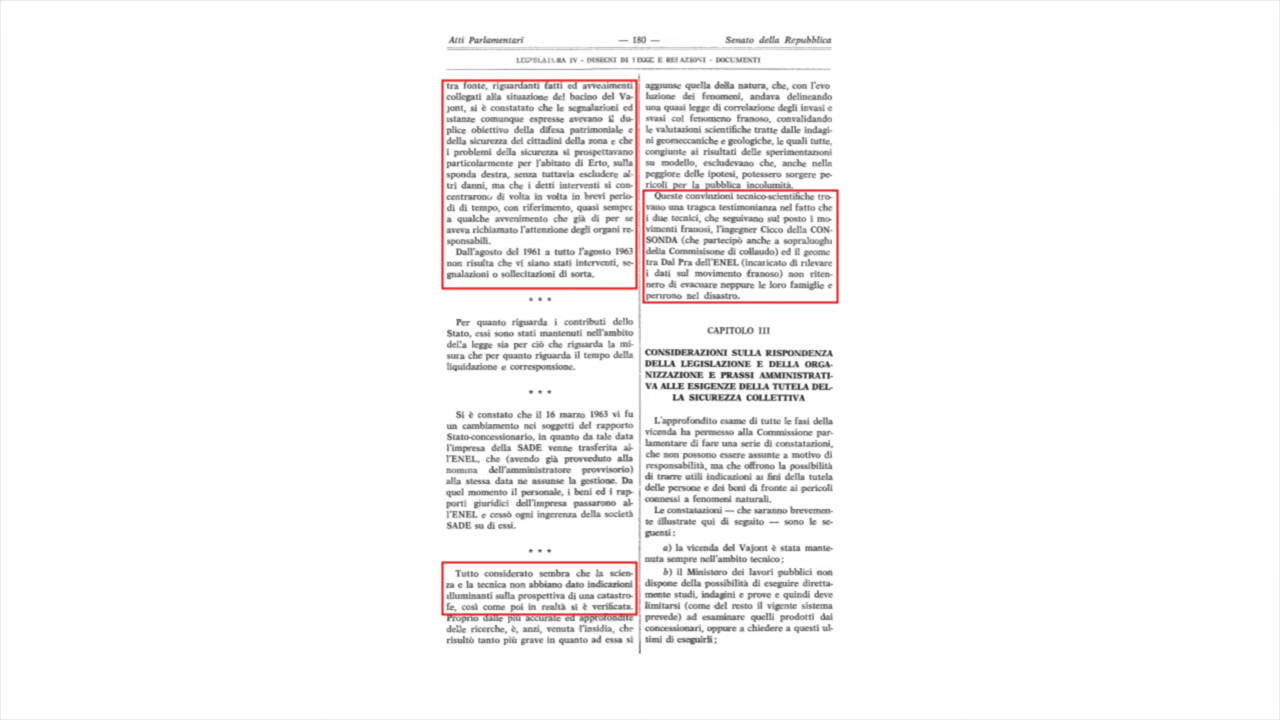 Atti Parlamentari
— 180 —
Senato della Repubblica
LEGISLATURA IV - DISEGNI DI LEGGE E RELAZIONI - DOCUMENTI
tra fonte, riguardanti fatti ed avvenimenti
collegati alla situazione del bacino del Va-
jont, si è constatato che le segnalazioni ed
istanze comunque espresse avevano il du-
plice obiettivo della difesa patrimoniale e
della sicurezza dei cittadini della zona e che
i problemi della sicurezza si prospettavano
particolarmente per l'abitato di Erto, sulla
sponda destra, senza tuttavia escludere al-
tri danni, ma che i detti interventi si con-
centrarono di volta in volta in brevi perio-
di di tempo, con riferimento, quasi sempre
a qualche avvenimento che già di per se
aveva richiamato l'attenzione degli organi re-
sponsabili.
Dall'agosto del 1961 a tutto l'agosto 1963
non risulta che vi siano stati interventi, se-
gnalazioni o sollecitazioni di sorta.
* * *
Per quanto riguarda i contributi dello
Stato, essi sono stati mantenuti nell'ambito
della legge sia per ciò che riguarda la mi-
sura che per quanto riguarda il tempo della
liquidazione e corresponsione.
* * *
Si è constato che il 16 marzo 1963 vi fu
un cambiamento nei soggetti del rapporto
Stato-concessionario, in quanto da tale data
l'impresa della SADE venne trasferita al-
l'ENEL, che (avendo già provveduto alla
nomina dell'amministratore provvisorio)
alla stessa data ne assunse la gestione. Da
quel momento il personale, i beni ed i rap-
porti giuridici dell'impresa passarono al-
l'ENEL e cessò ogni ingerenza della società
SADE su di essi.
* * *
Tutto considerato sembra che la scien-
za e la tecnica non abbiano dato indicazioni
illuminanti sulla prospettiva di una catastro-
fe, così come poi in realtà si è verificata.
Proprio dalle più accurate ed approfondite
delle ricerche, è, anzi, venuta l'insidia, che
risultò tanto più grave in quanto ad essa si
aggiunse quella della natura, che, con l'evo
luzione dei fenomeni, andava delineando
una quasi legge di correlazione degli invasi e
svasi col fenomeno franoso, convalidando
le valutazioni scientifiche tratte dalle indagi-
ni geomeccaniche e geologiche, le quali tutte,
congiunte ai risultati delle sperimentazioni
su modello, escludevano che, anche nella
peggiore delle ipotesi, potessero sorgere pe-
ricoli per la pubblica incolumità.
Queste convinzioni tecnico-scientifiche tro-
vano una tragica testimonianza nel fatto che
i due tecnici, che seguivano sul posto i mo-
vimenti franosi, l'ingegner Cicco della CON-
SONDA (che partecipò anche a sopraluoghi
della Commisisone di collaudo) ed il geome
tra Dal Pra dell'ENEL (incaricato di rilevare
i dati sul movimento franoso) non riten-
nero di evacuare neppure le loro famiglie e
perirono nel disastro.
CAPITOLO III
CONSIDERAZIONI SULLA RISPONDENZA
DELLA LEGISLAZIONE E DELLA ORGA-
NIZZAZIONE E PRASSI AMMINISTRATI-
VA ALLE ESIGENZE DELLA TUTELA DEL-
LA SICUREZZA COLLETTIVA
L'approfondito esame di tutte le fasi della
vicenda ha permesso alla Commissione par-
lamentare di fare una serie di constatazioni,
che non possono essere assunte a motivo di
responsabilità, ma che offrono la possibilità
di trarre utili indicazioni ai fini della tutela
delle persone e dei beni di fronte ai pericoli
connessi a fenomeni naturali.
Le constatazioni — che saranno brevemen-
te illustrate qui di seguito — sono le se-
guenti:
a) la vicenda del Vajont è stata mante-
nuta sempre nell'ambito tecnico;
b) il Ministero dei lavori pubblici non
dispone della possibilità di eseguire diretta-
mente studi, indagini e prove e quindi deve
limitarsi (come del resto il vigente sistema
prevede) ad esaminare quelli prodotti dai
concessionari, oppure a chiedere a questi ul-
timi di eseguirli;